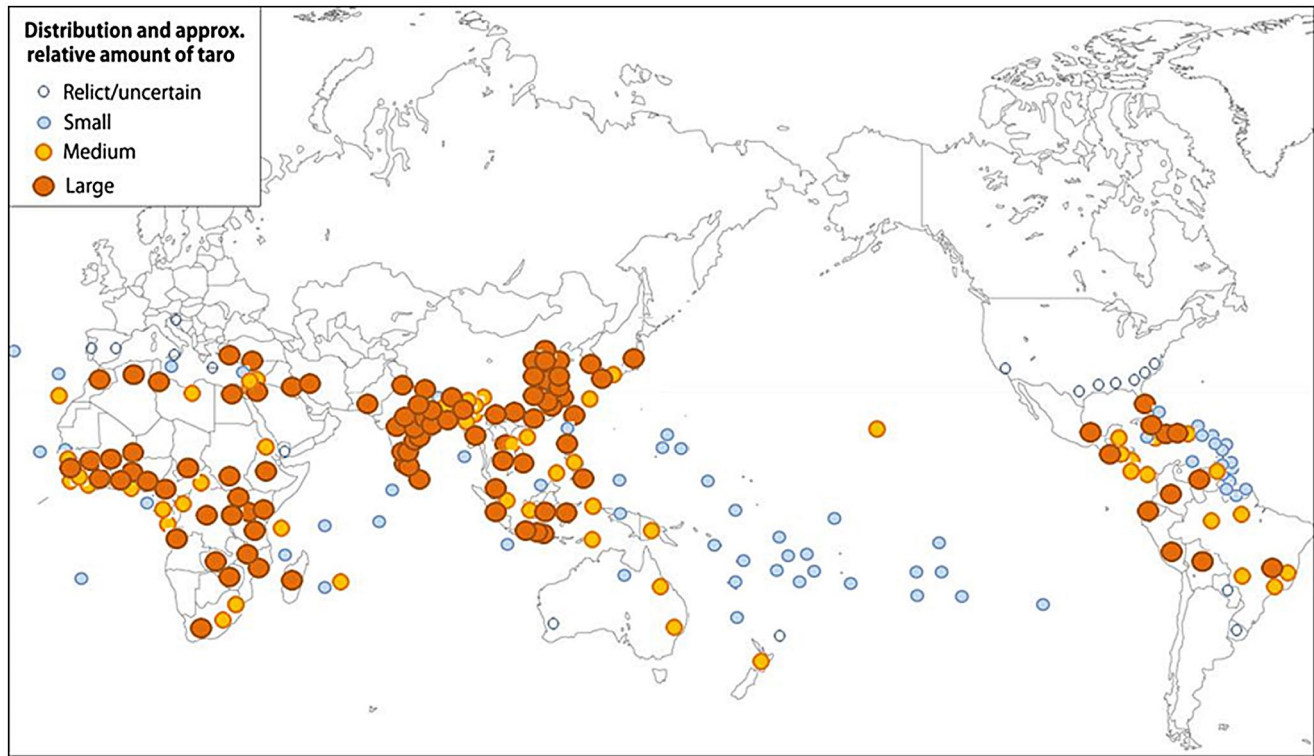 Distribution and approx.
relative amount of taro
Relict/uncertain
Small
Medium
Large